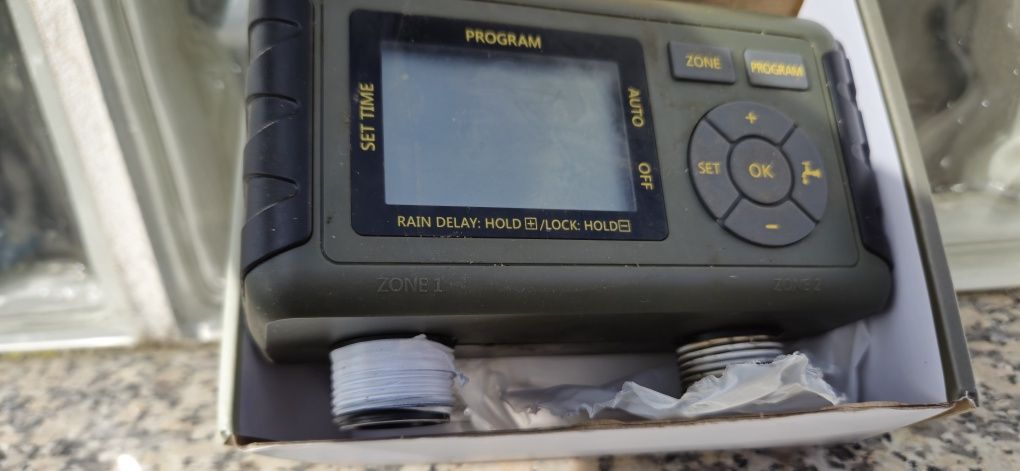 PROGRAM
SET TIME
AUTO
OFF
RAIN DELAY: HOLD + /LOCK: HOLD -
ZONE
PROGRAM
+
SET
OK
-
ZONE 1
ZONE 2